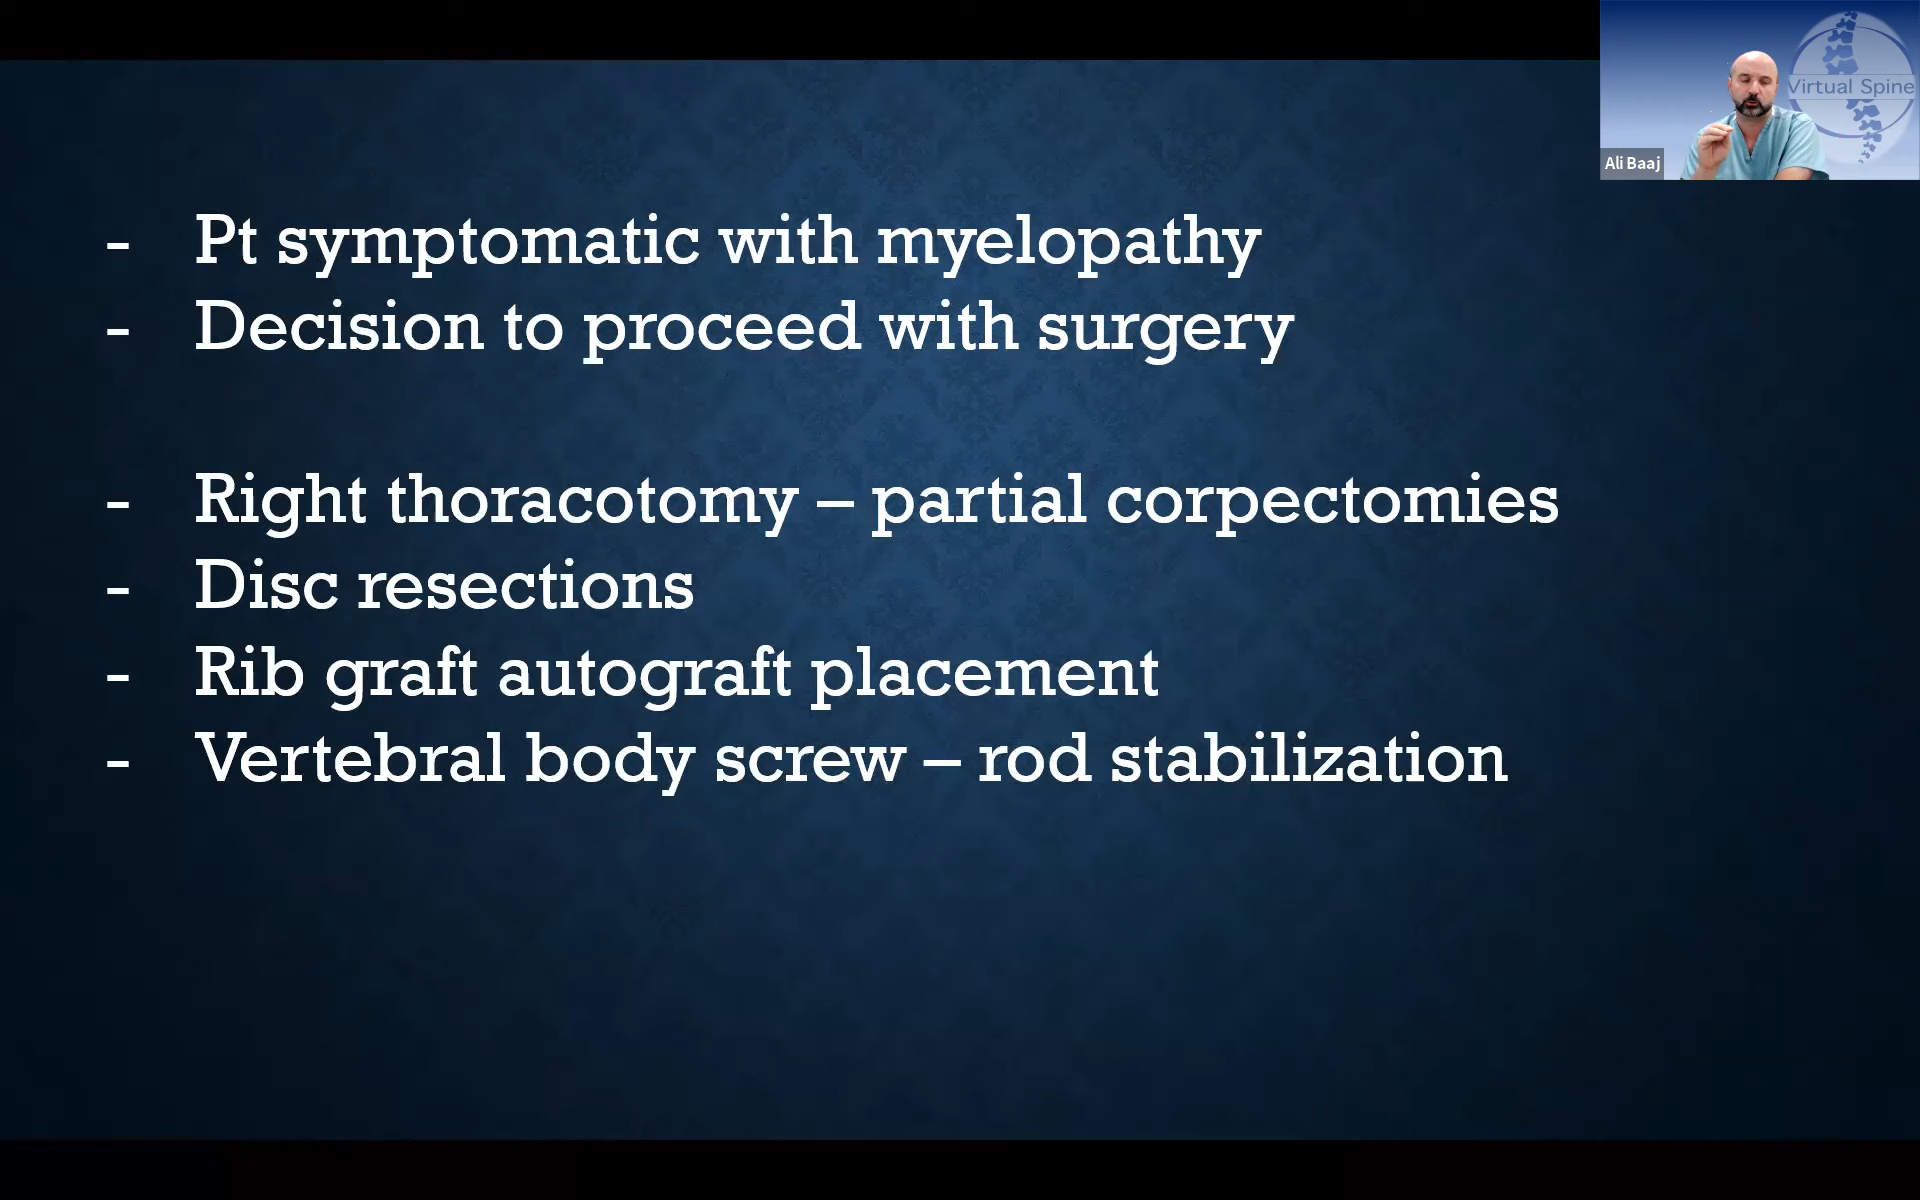 Virtual Spine
Ali Baaj
- Pt symptomatic with myelopathy
- Decision to proceed with surgery
- Right thoracotomy – partial corpectomies
- Disc resections
- Rib graft autograft placement
- Vertebral body screw – rod stabilization